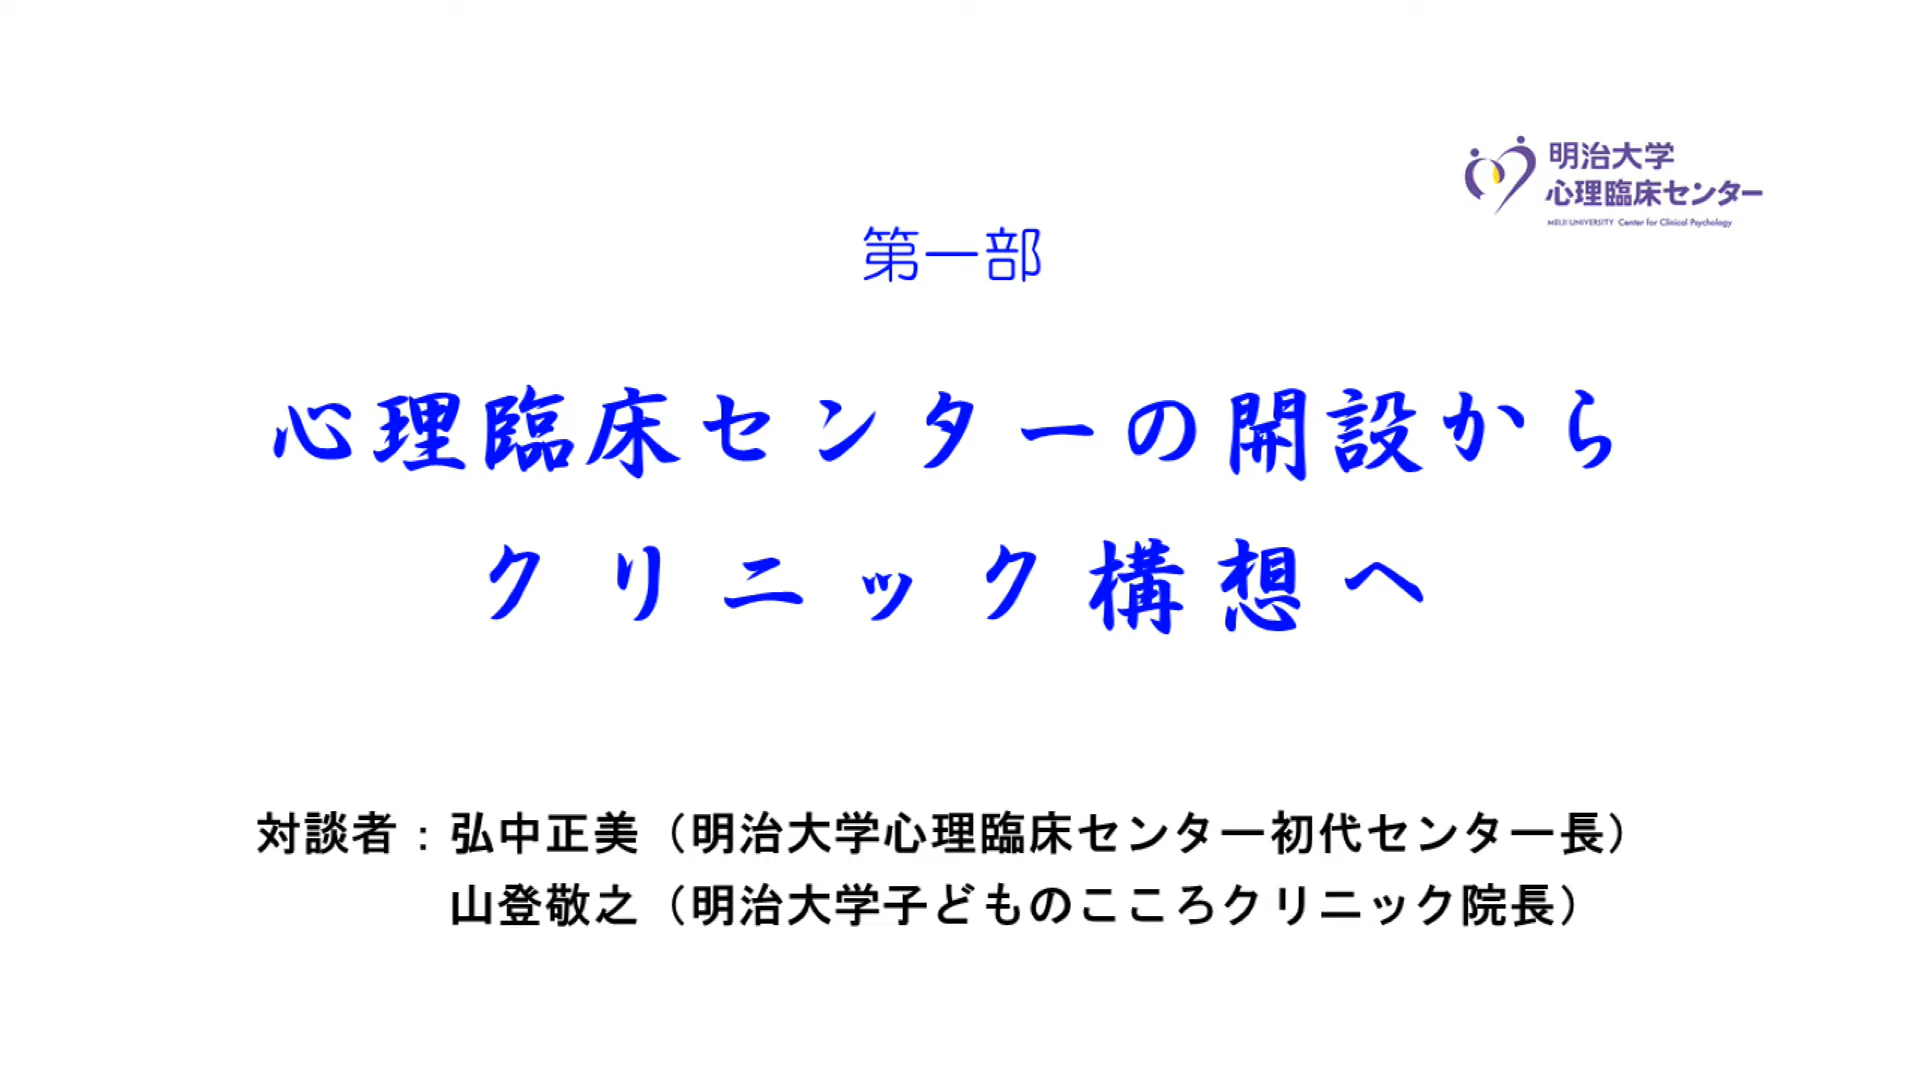 明治大学
心理臨床センター
MEIJI UNIVERSITY Center for Clinical Psychology
第一部
心理臨床センターの開設から
クリニック構想へ
対談者：弘中正美（明治大学心理臨床センター初代センター長）
山登敬之（明治大学子どものこころクリニック院長）